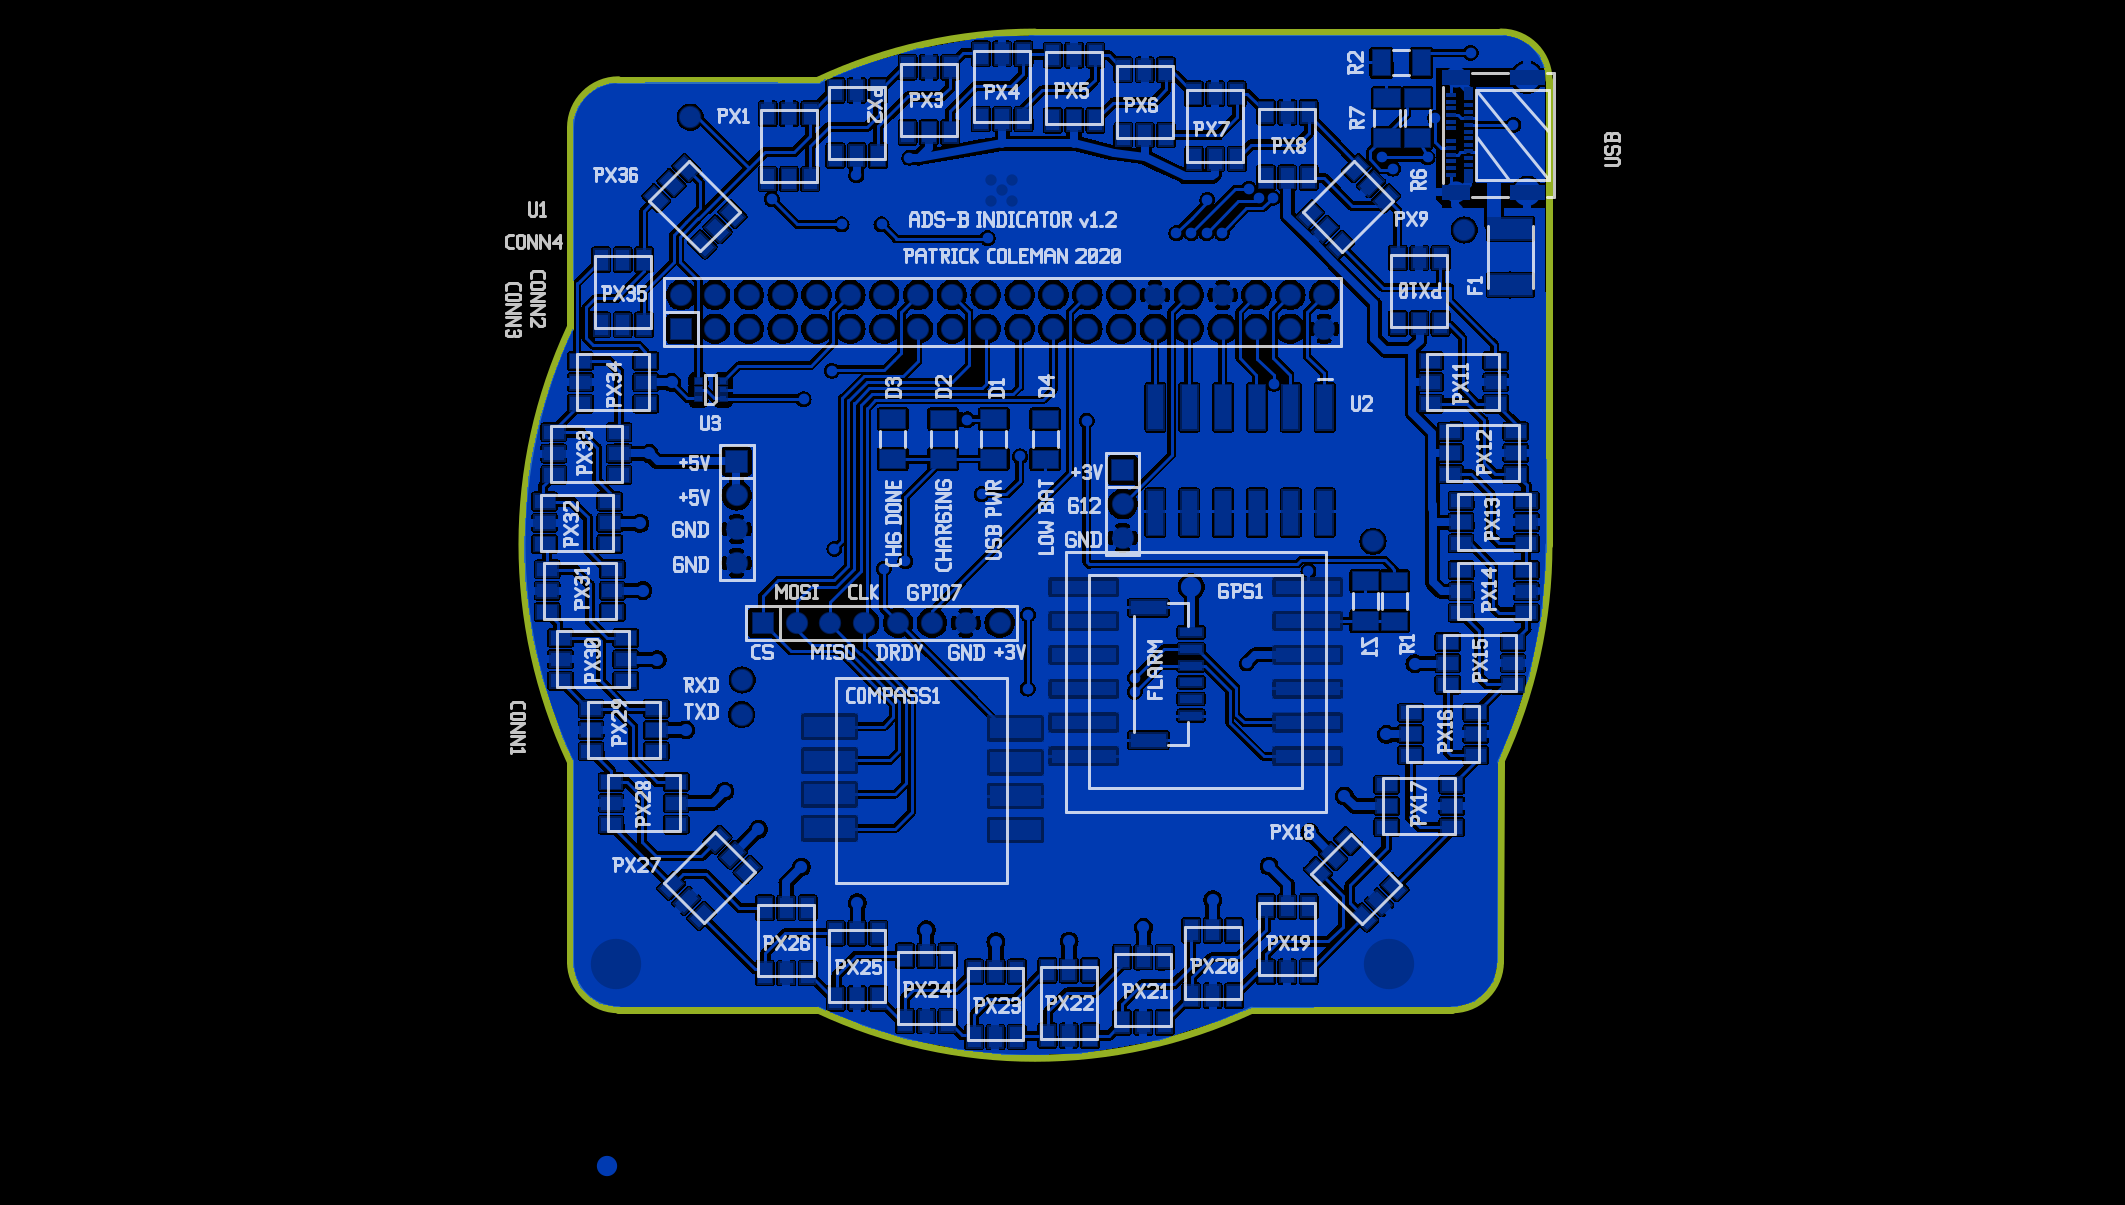 R2
PX1
PX2
PX3
PX4
PX5
PX6
PX7
PX8
R7
R6
USB
PX36
U1
CONN4
ADS-B INDICATOR v1.2
PX9
PATRICK COLEMAN 2020
CONN2
CONN3
PX35
PX10
F1
PX34
D3
D2
D1
D4
PX11
U3
U2
PX33
+5V
+3V
PX12
+5V
G12
PX32
GND
GND
PX13
GND
CHG DONE
CHARGING
USB PWR
LOW BAT
PX31
MOSI
CLK
GPIO7
GPS1
PX14
PX30
CS
MISO
DRDY
GND
+3V
FLARM
Z1
R1
PX15
RXD
TXD
COMPASS1
CONN1
PX29
PX16
PX28
PX17
PX18
PX27
PX26
PX25
PX24
PX23
PX22
PX21
PX20
PX19